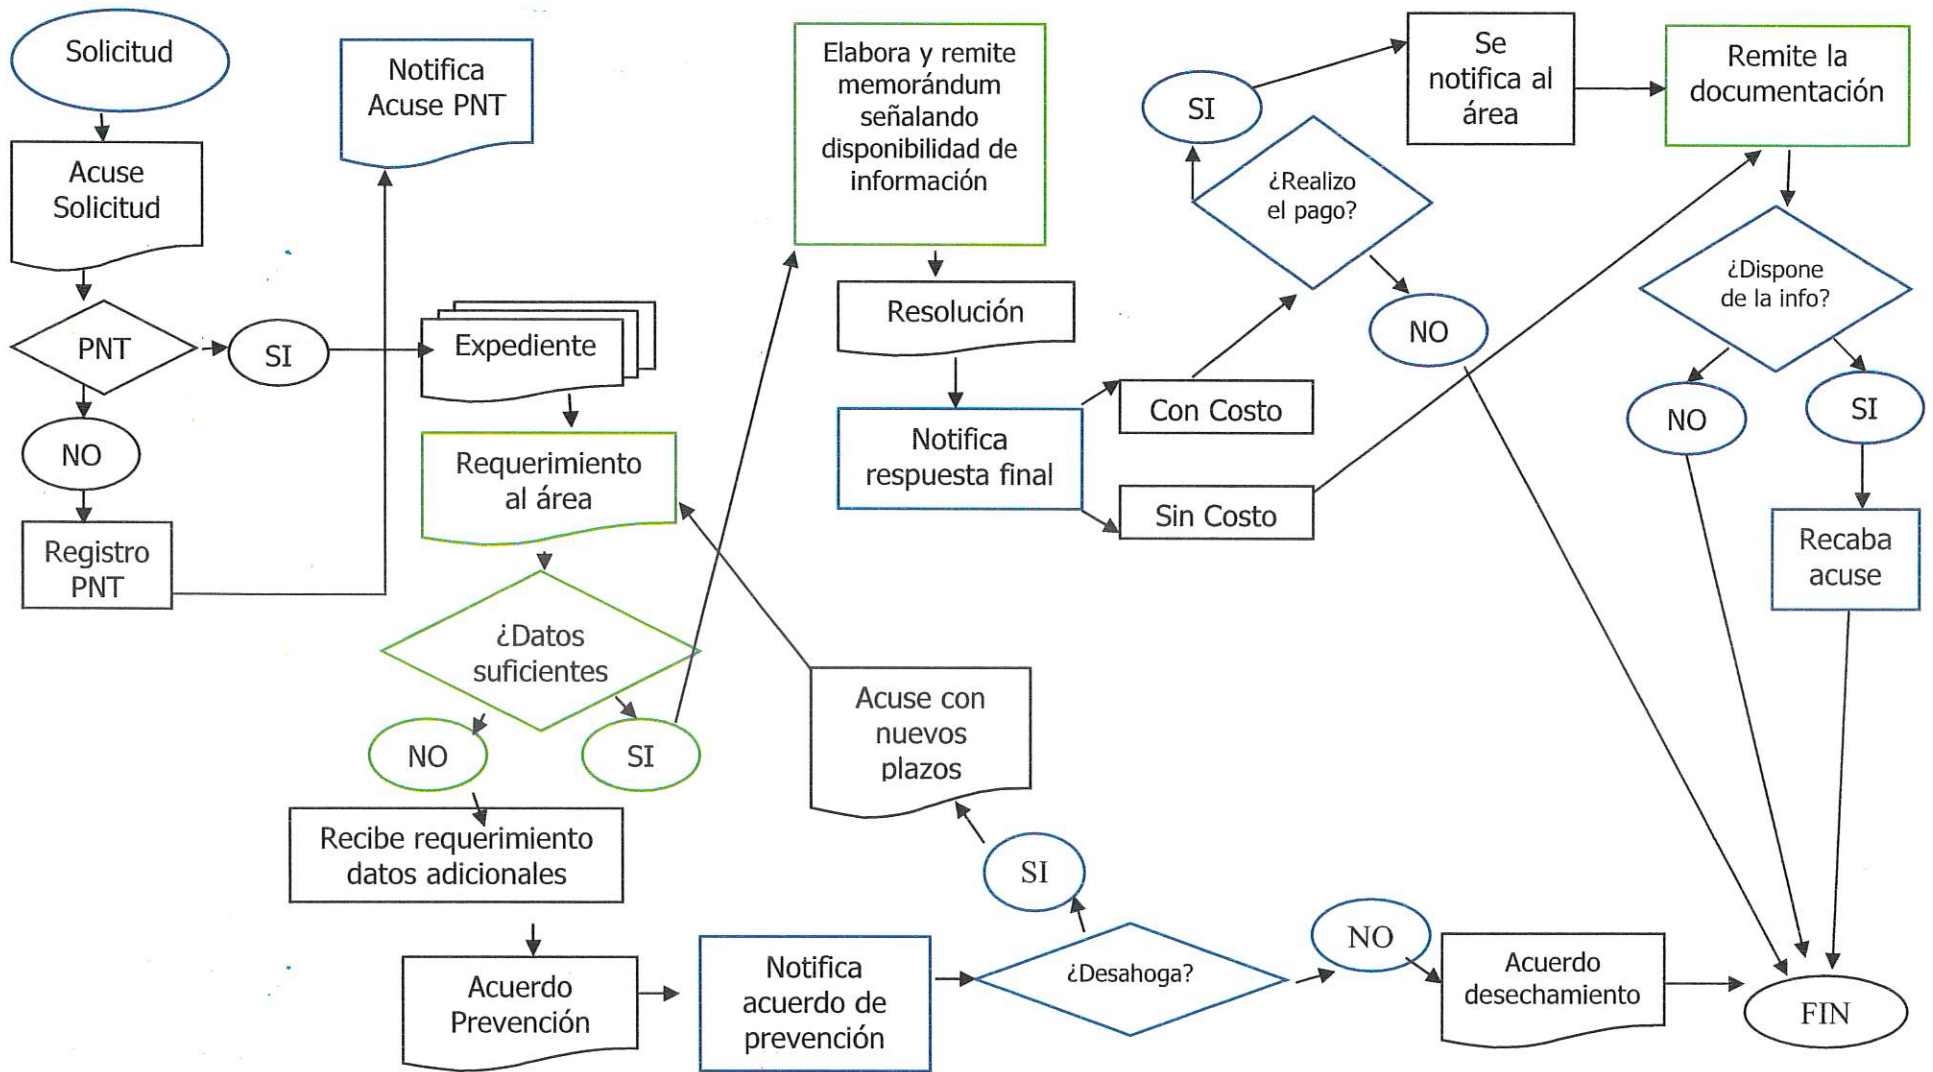 Solicitud
Acuse
Solicitud
PNT
SI
NO
Registro
PNT
Notifica
Acuse PNT
Expediente
Requerimiento
al área
¿Datos
suficientes
NO
SI
Recibe requerimiento
datos adicionales
Acuerdo
Prevención
Notifica
acuerdo de
prevención
¿Desahoga?
SI
Acuse con
nuevos
plazos
NO
Acuerdo
desechamiento
FIN
Elabora y remite
memorándum
señalando
disponibilidad de
información
Resolución
Notifica
respuesta final
Con Costo
Sin Costo
¿Realizo
el pago?
SI
NO
Se
notifica al
área
Remite la
documentación
¿Dispone
de la info?
NO
SI
Recaba
acuse